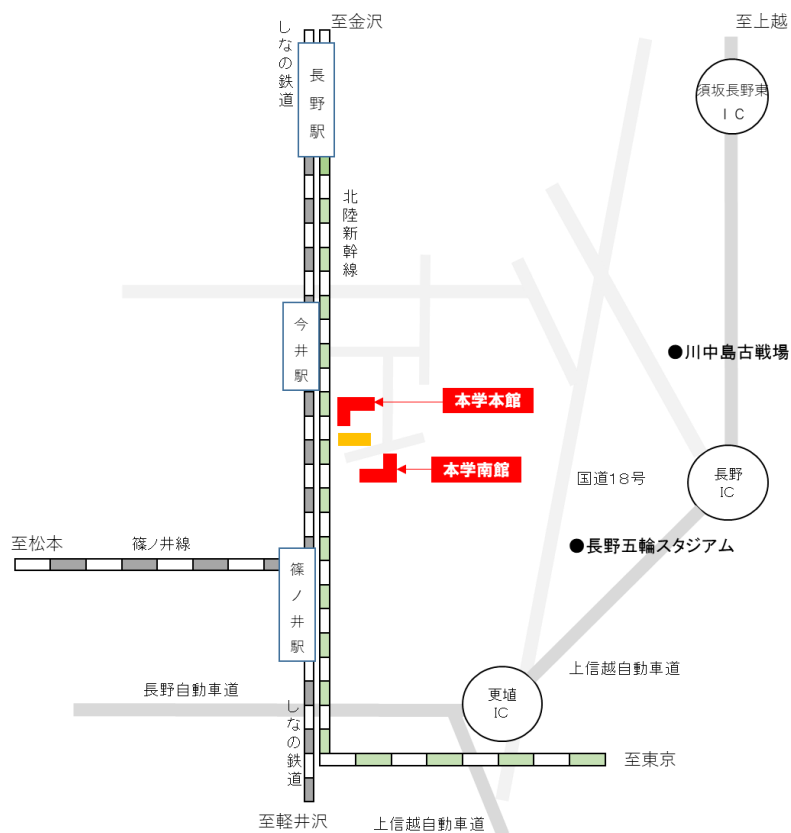 至金沢
至上越
しなの鉄道
長野駅
須坂長野東
IC
北陸新幹線
今井駅
●川中島古戦場
本学本館
本学南館
国道18号
長野
IC
至松本
篠ノ井線
●長野五輪スタジアム
篠ノ井駅
上信越自動車道
長野自動車道
更埴
IC
しなの鉄道
至東京
至軽井沢
上信越自動車道